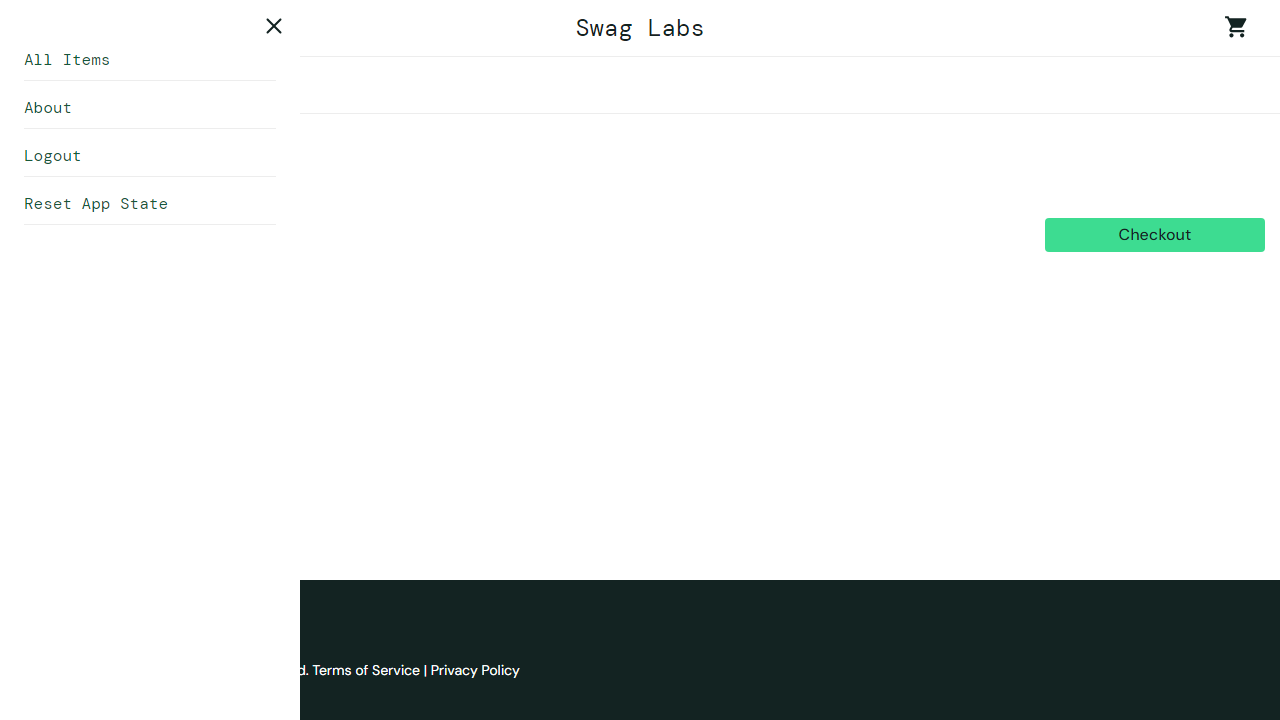 Swag Labs
All Items
About
Logout
Reset App State
Checkout
d. Terms of Service | Privacy Policy